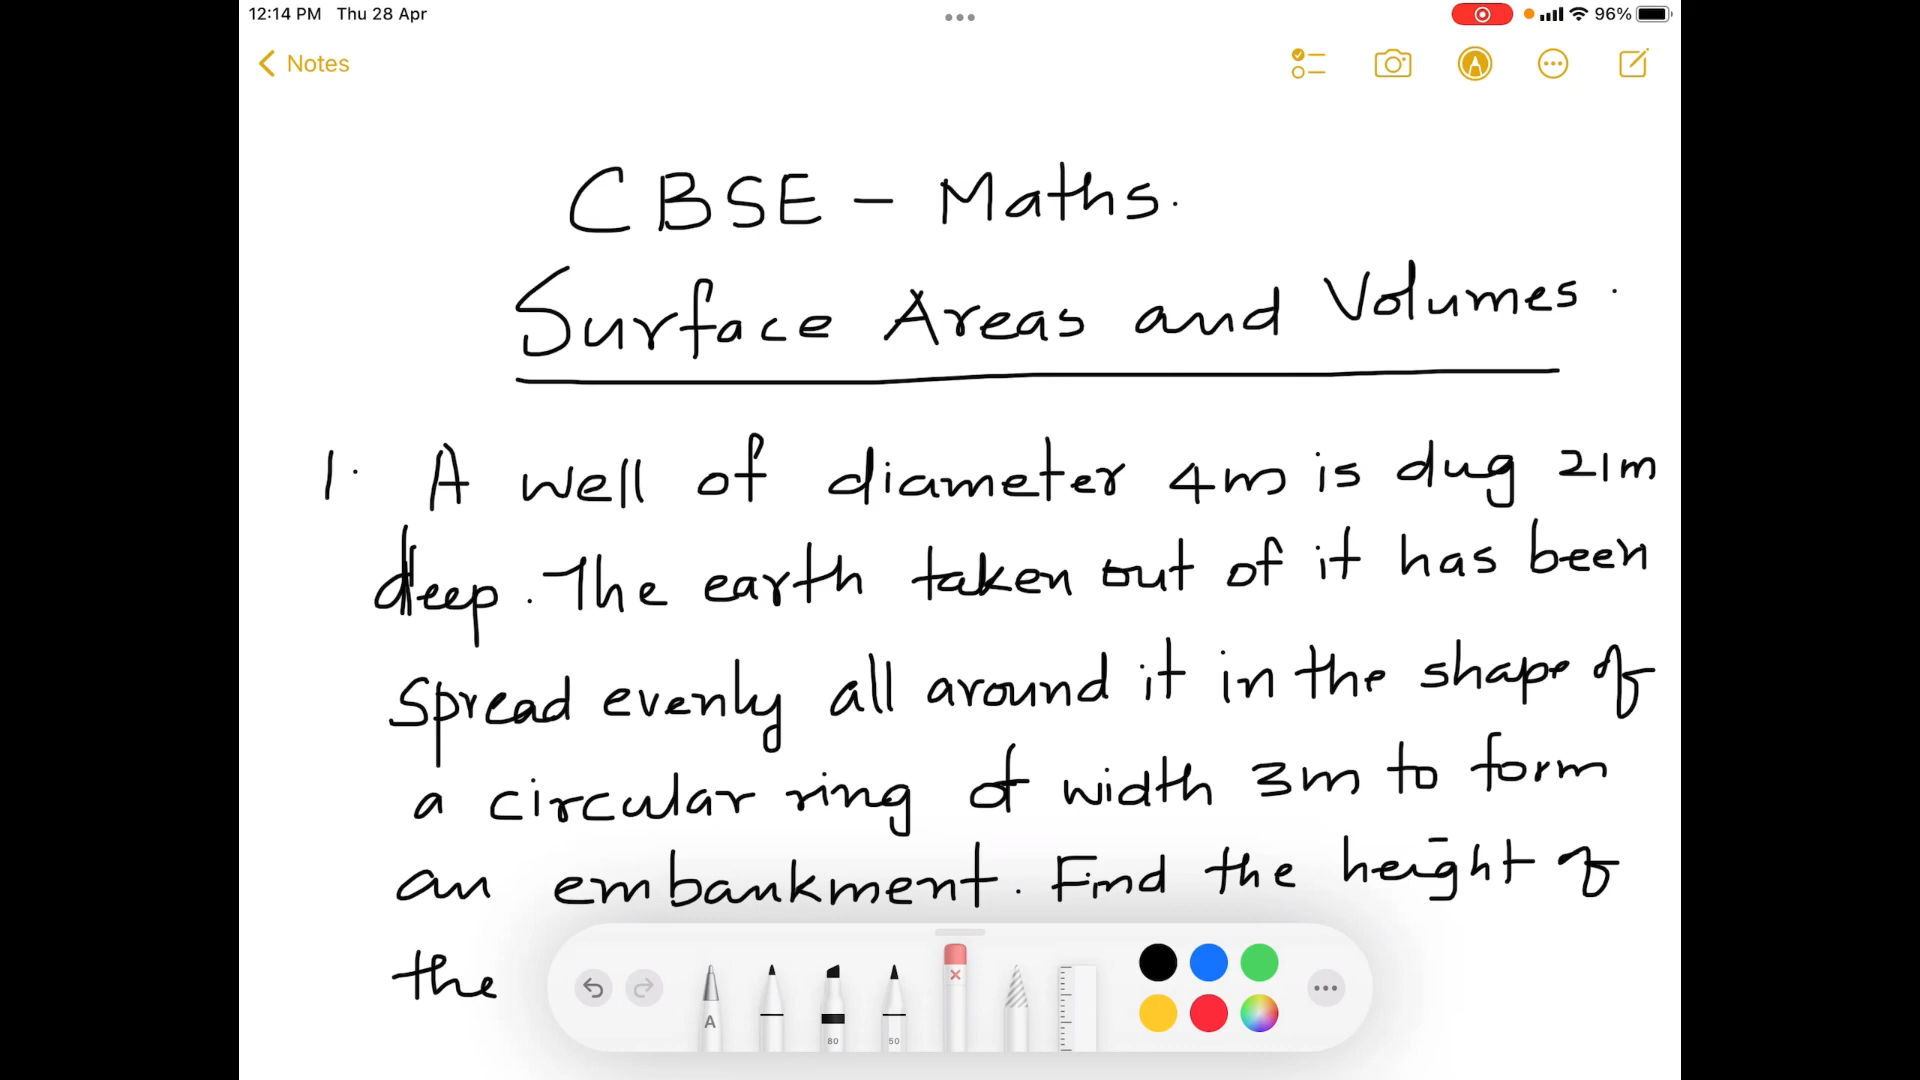 12:14 PM Thu 28 Apr
96%
Notes
CBSE - Maths.
Surface Areas and Volumes.
1. A well of diameter 4m is dug 21m
deep. The earth taken out of it has been
spread evenly all around it in the shape of
a circular ring of width 3m to form
an embankment. Find the height of
the
A
80
50